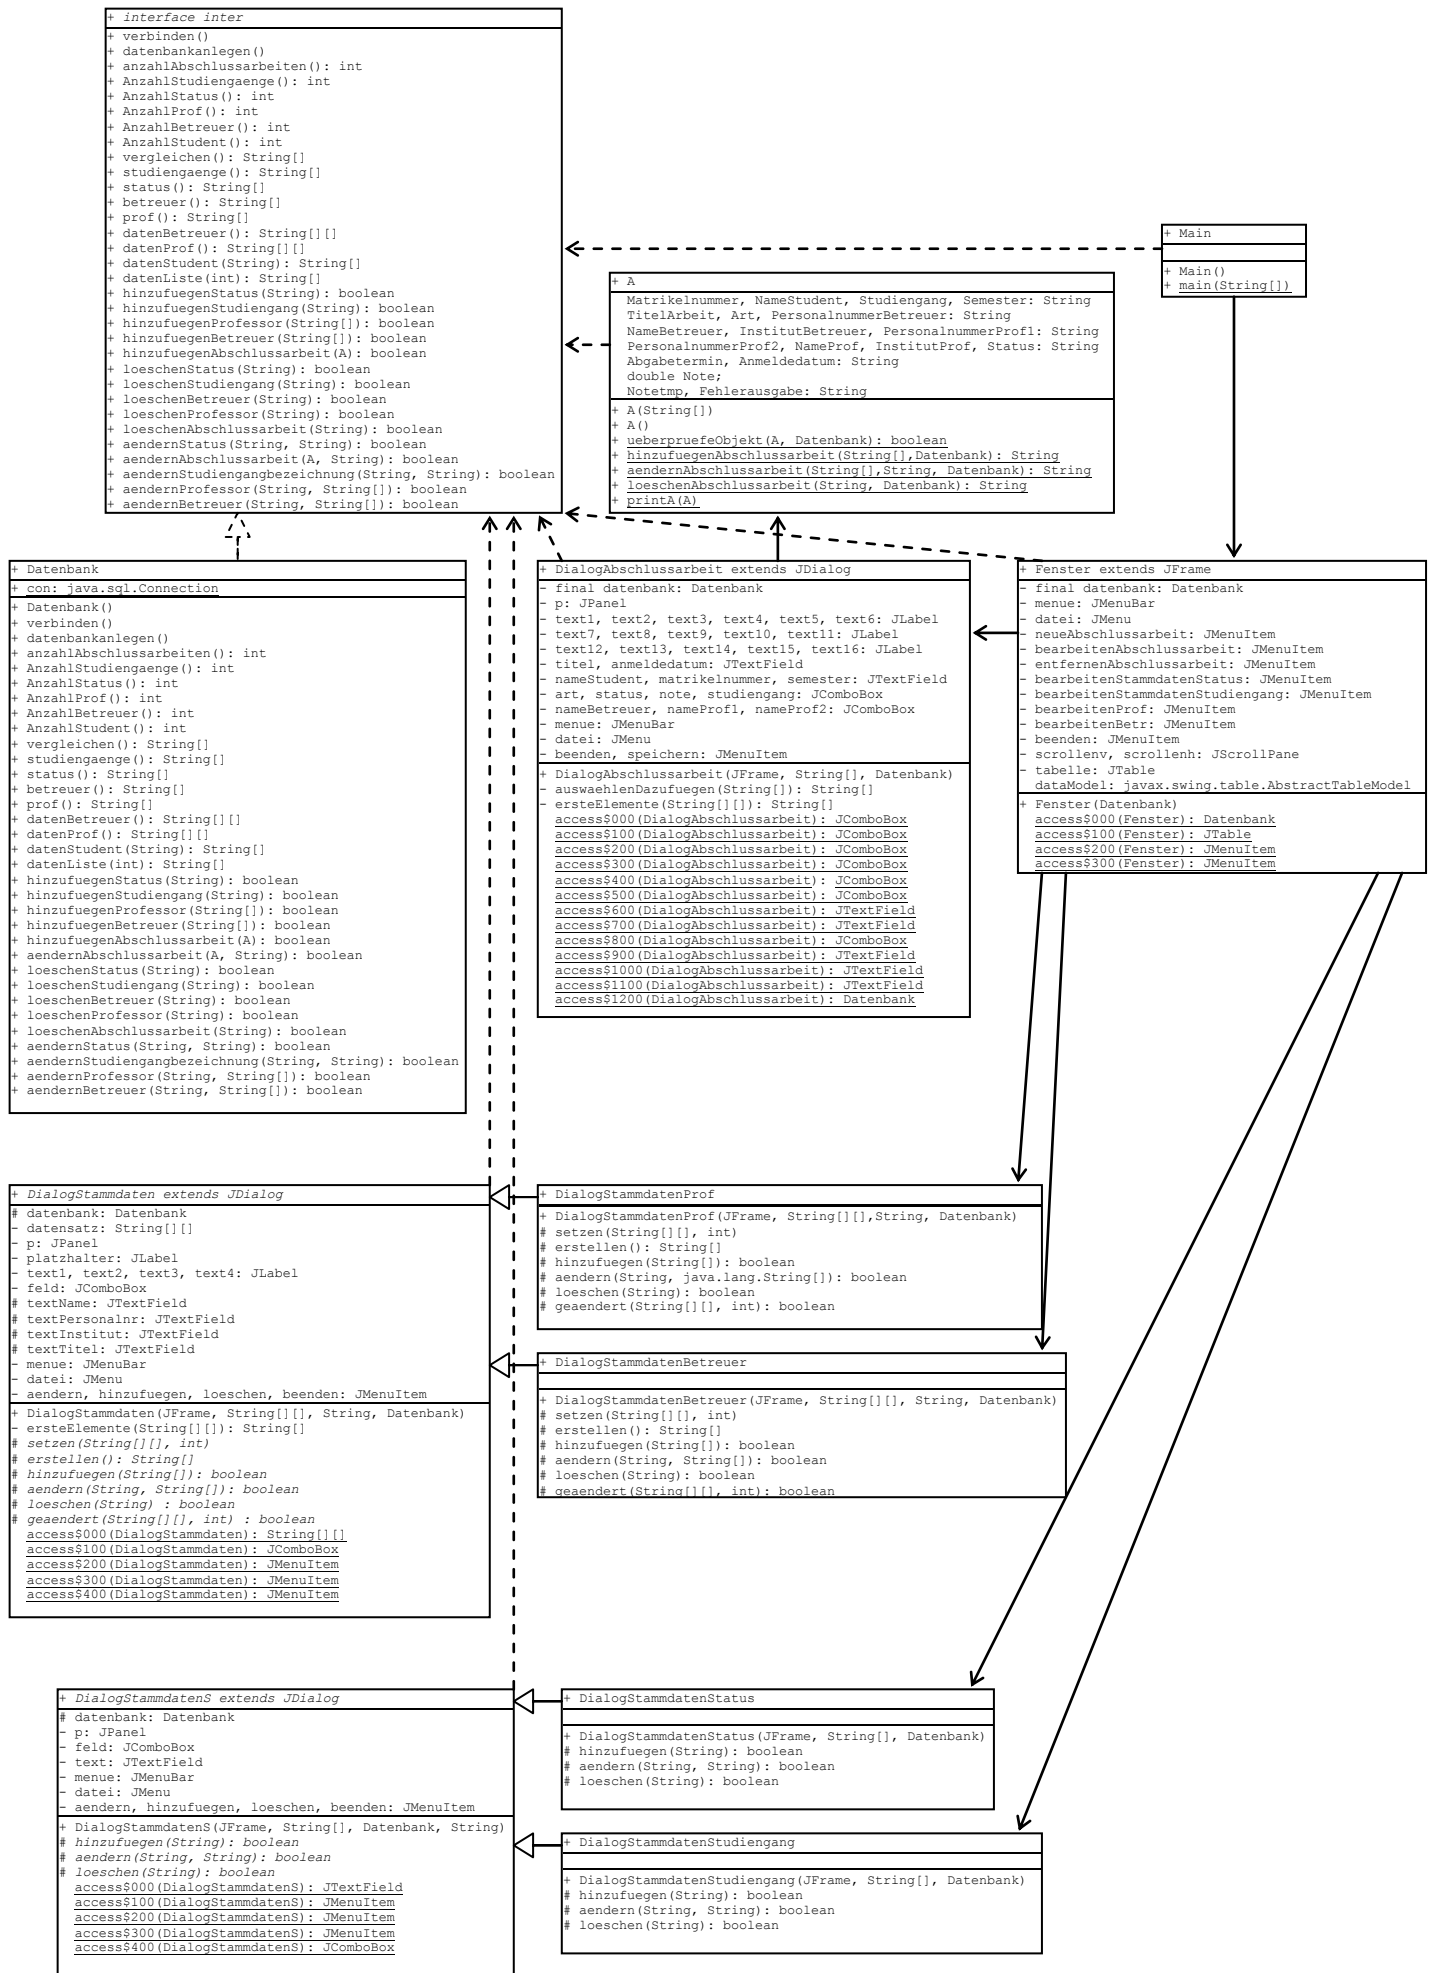 + interface inter
+ verbinden()
+ datenbankanlegen()
+ anzahlAbschlussarbeiten(): int
+ AnzahlStudiengaenge(): int
+ AnzahlStatus(): int
+ AnzahlProf(): int
+ AnzahlBetreuer(): int
+ AnzahlStudent(): int
+ vergleichen(): String[]
+ studiengaenge(): String[]
+ status(): String[]
+ betreuer(): String[]
+ prof(): String[]
+ datenBetreuer(): String[][]
+ datenProf(): String[][]
+ datenStudent(String): String[]
+ datenListe(int): String[]
+ hinzufuegenStatus(String): boolean
+ hinzufuegenStudiengang(String): boolean
+ hinzufuegenProfessor(String[]): boolean
+ hinzufuegenBetreuer(String[]): boolean
+ hinzufuegenAbschlussarbeit(A): boolean
+ loeschenStatus(String): boolean
+ loeschenStudiengang(String): boolean
+ loeschenBetreuer(String): boolean
+ loeschenProfessor(String): boolean
+ loeschenAbschlussarbeit(String): boolean
+ aendernStatus(String, String): boolean
+ aendernAbschlussarbeit(A, String): boolean
+ aendernStudiengangbezeichnung(String, String): boolean
+ aendernProfessor(String, String[]): boolean
+ aendernBetreuer(String, String[]): boolean
+ Main
+ Main()
+ main(String[])
+ A
Matrikelnummer, NameStudent, Studiengang, Semester: String
TitelArbeit, Art, PersonalnummerBetreuer: String
NameBetreuer, InstitutBetreuer, PersonalnummerProf1: String
PersonalnummerProf2, NameProf, InstitutProf, Status: String
Abgabetermin, Anmeldedatum: String
double Note;
Notetmp, Fehlerausgabe: String
+ A(String[])
+ A()
+ ueberpruefeObjekt(A, Datenbank): boolean
+ hinzufuegenAbschlussarbeit(String[],Datenbank): String
+ aendernAbschlussarbeit(String[],String, Datenbank): String
+ loeschenAbschlussarbeit(String, Datenbank): String
+ printA(A)
+ Datenbank
+ con: java.sql.Connection
+ Datenbank()
+ verbinden()
+ datenbankanlegen()
+ anzahlAbschlussarbeiten(): int
+ AnzahlStudiengaenge(): int
+ AnzahlStatus(): int
+ AnzahlProf(): int
+ AnzahlBetreuer(): int
+ AnzahlStudent(): int
+ vergleichen(): String[]
+ studiengaenge(): String[]
+ status(): String[]
+ betreuer(): String[]
+ prof(): String[]
+ datenBetreuer(): String[][]
+ datenProf(): String[][]
+ datenStudent(String): String[]
+ datenListe(int): String[]
+ hinzufuegenStatus(String): boolean
+ hinzufuegenStudiengang(String): boolean
+ hinzufuegenProfessor(String[]): boolean
+ hinzufuegenBetreuer(String[]): boolean
+ hinzufuegenAbschlussarbeit(A): boolean
+ aendernAbschlussarbeit(A, String): boolean
+ loeschenStatus(String): boolean
+ loeschenStudiengang(String): boolean
+ loeschenBetreuer(String): boolean
+ loeschenProfessor(String): boolean
+ loeschenAbschlussarbeit(String): boolean
+ aendernStatus(String, String): boolean
+ aendernStudiengangbezeichnung(String, String): boolean
+ aendernProfessor(String, String[]): boolean
+ aendernBetreuer(String, String[]): boolean
+ DialogAbschlussarbeit extends JDialog
- final datenbank: Datenbank
- p: JPanel
- text1, text2, text3, text4, text5, text6: JLabel
- text7, text8, text9, text10, text11: JLabel
- text12, text13, text14, text15, text16: JLabel
- titel, anmeldedatum: JTextField
- nameStudent, matrikelnummer, semester: JTextField
- art, status, note, studiengang: JComboBox
- nameBetreuer, nameProf1, nameProf2: JComboBox
- menue: JMenuBar
- datei: JMenu
- beenden, speichern: JMenuItem
+ DialogAbschlussarbeit(JFrame, String[], Datenbank)
- auswaehlenDazufuegen(String[]): String[]
- ersteElemente(String[][]): String[]
access$000(DialogAbschlussarbeit): JComboBox
access$100(DialogAbschlussarbeit): JComboBox
access$200(DialogAbschlussarbeit): JComboBox
access$300(DialogAbschlussarbeit): JComboBox
access$400(DialogAbschlussarbeit): JComboBox
access$500(DialogAbschlussarbeit): JComboBox
access$600(DialogAbschlussarbeit): JTextField
access$700(DialogAbschlussarbeit): JTextField
access$800(DialogAbschlussarbeit): JComboBox
access$900(DialogAbschlussarbeit): JTextField
access$1000(DialogAbschlussarbeit): JTextField
access$1100(DialogAbschlussarbeit): JTextField
access$1200(DialogAbschlussarbeit): Datenbank
+ Fenster extends JFrame
- final datenbank: Datenbank
- menue: JMenuBar
- datei: JMenu
- neueAbschlussarbeit: JMenuItem
- bearbeitenAbschlussarbeit: JMenuItem
- entfernenAbschlussarbeit: JMenuItem
- bearbeitenStammdatenStatus: JMenuItem
- bearbeitenStammdatenStudiengang: JMenuItem
- bearbeitenProf: JMenuItem
- bearbeitenBetr: JMenuItem
- beenden: JMenuItem
- scrollenv, scrollenh: JScrollPane
- tabelle: JTable
dataModel: javax.swing.table.AbstractTableModel
+ Fenster(Datenbank)
access$000(Fenster): Datenbank
access$100(Fenster): JTable
access$200(Fenster): JMenuItem
access$300(Fenster): JMenuItem
+ DialogStammdaten extends JDialog
# datenbank: Datenbank
- datensatz: String[][]
- p: JPanel
- platzhalter: JLabel
- text1, text2, text3, text4: JLabel
- feld: JComboBox
# textName: JTextField
# textPersonalnr: JTextField
# textInstitut: JTextField
# textTitel: JTextField
- menue: JMenuBar
- datei: JMenu
- aendern, hinzufuegen, loeschen, beenden: JMenuItem
+ DialogStammdaten(JFrame, String[][], String, Datenbank)
- ersteElemente(String[][]): String[]
# setzen(String[][], int)
# erstellen(): String[]
# hinzufuegen(String[]): boolean
# aendern(String, String[]): boolean
# loeschen(String) : boolean
# geaendert(String[][], int) : boolean
access$000(DialogStammdaten): String[][]
access$100(DialogStammdaten): JComboBox
access$200(DialogStammdaten): JMenuItem
access$300(DialogStammdaten): JMenuItem
access$400(DialogStammdaten): JMenuItem
+ DialogStammdatenProf
+ DialogStammdatenProf(JFrame, String[][],String, Datenbank)
# setzen(String[][], int)
# erstellen(): String[]
# hinzufuegen(String[]): boolean
# aendern(String, java.lang.String[]): boolean
# loeschen(String): boolean
# geaendert(String[][], int): boolean
+ DialogStammdatenBetreuer
+ DialogStammdatenBetreuer(JFrame, String[][], String, Datenbank)
# setzen(String[][], int)
# erstellen(): String[]
# hinzufuegen(String[]): boolean
# aendern(String, String[]): boolean
# loeschen(String): boolean
# geaendert(String[][], int): boolean
+ DialogStammdatenS extends JDialog
# datenbank: Datenbank
- p: JPanel
- feld: JComboBox
- text: JTextField
- menue: JMenuBar
- datei: JMenu
- aendern, hinzufuegen, loeschen, beenden: JMenuItem
+ DialogStammdatenS(JFrame, String[], Datenbank, String)
# hinzufuegen(String): boolean
# aendern(String, String): boolean
# loeschen(String): boolean
access$000(DialogStammdatenS): JTextField
access$100(DialogStammdatenS): JMenuItem
access$200(DialogStammdatenS): JMenuItem
access$300(DialogStammdatenS): JMenuItem
access$400(DialogStammdatenS): JComboBox
+ DialogStammdatenStatus
+ DialogStammdatenStatus(JFrame, String[], Datenbank)
# hinzufuegen(String): boolean
# aendern(String, String): boolean
# loeschen(String): boolean
+ DialogStammdatenStudiengang
+ DialogStammdatenStudiengang(JFrame, String[], Datenbank)
# hinzufuegen(String): boolean
# aendern(String, String): boolean
# loeschen(String): boolean